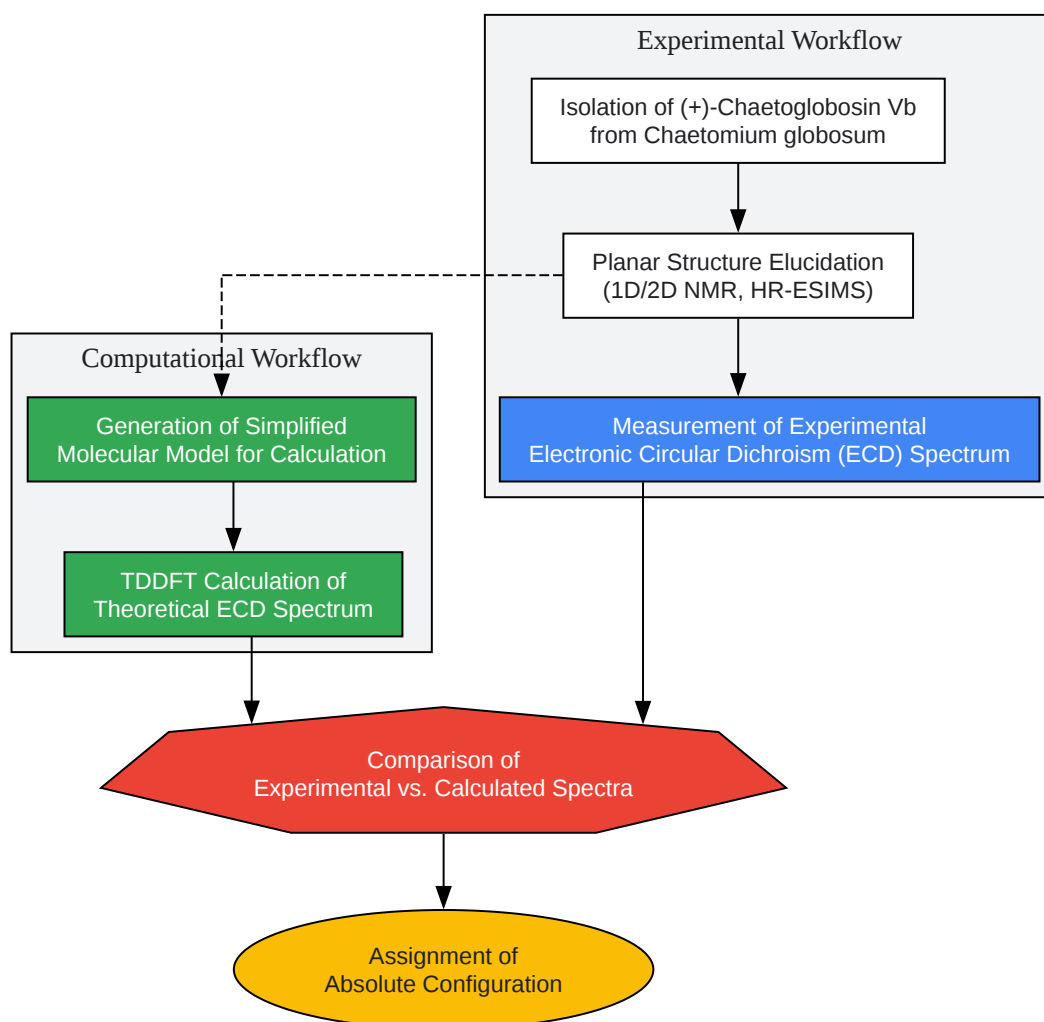 Experimental Workflow
Isolation of (+)-Chaetoglobosin Vb
from Chaetomium globosum
Planar Structure Elucidation
(1D/2D NMR, HR-ESIMS)
Computational Workflow
Generation of Simplified
Molecular Model for Calculation
Measurement of Experimental
Electronic Circular Dichroism (ECD) Spectrum
TDDFT Calculation of
Theoretical ECD Spectrum
Comparison of
Experimental vs. Calculated Spectra
Assignment of
Absolute Configuration